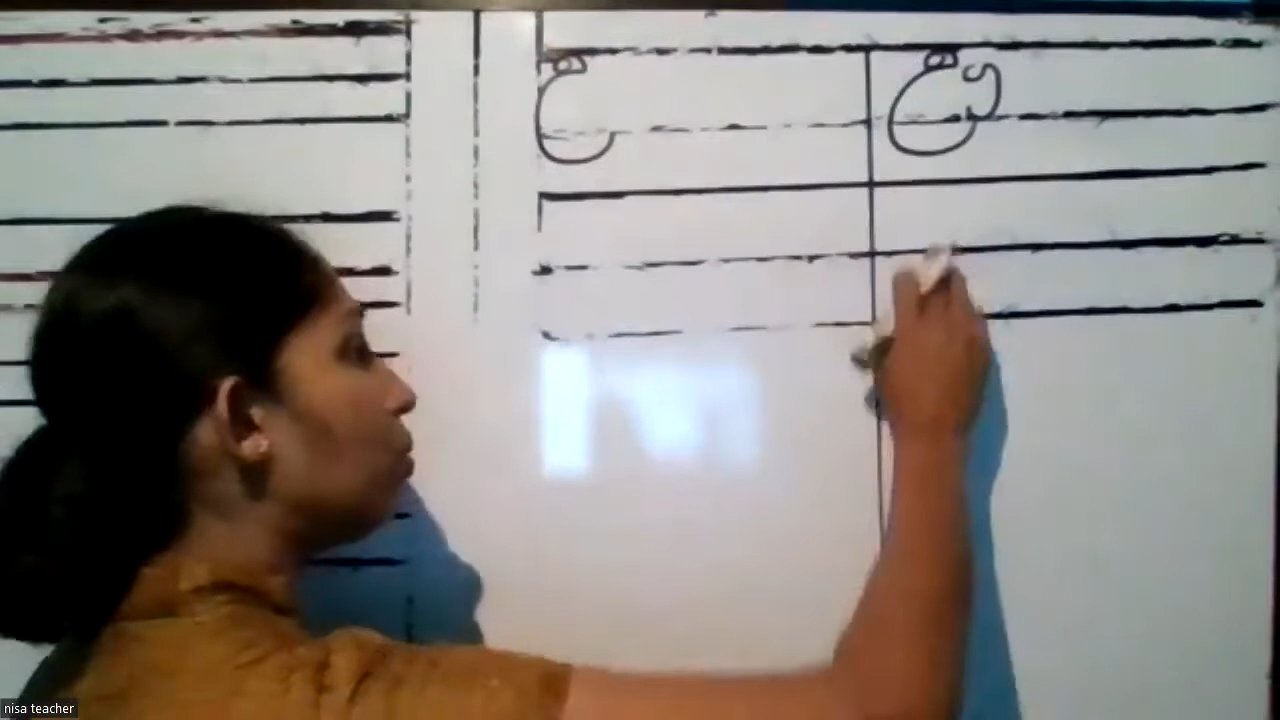 ට ඩ
nisa teacher